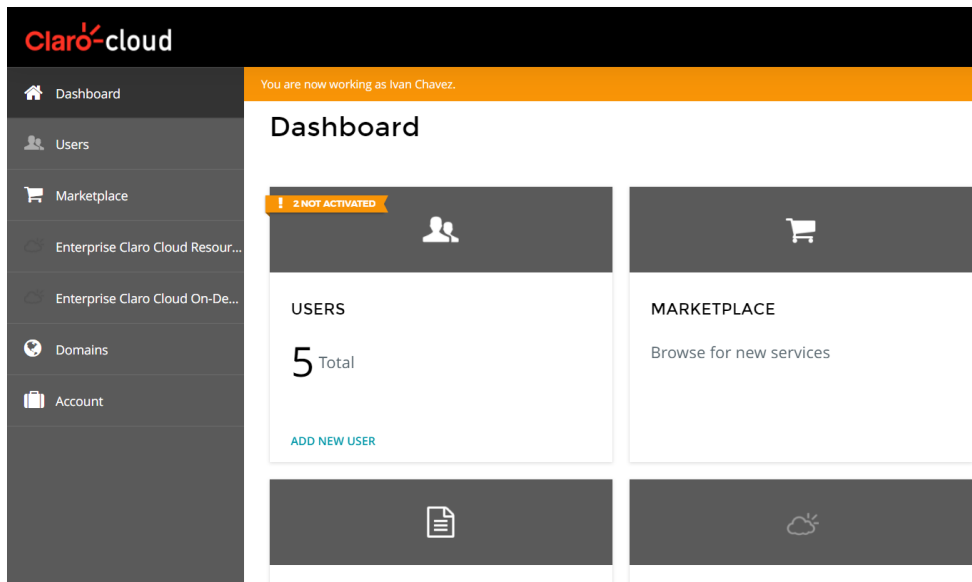 Claro-cloud
You are now working as Ivan Chavez.
Dashboard
Users
Marketplace
Enterprise Claro Cloud Resour...
Enterprise Claro Cloud On-De...
Domains
Account
Dashboard
! 2 NOT ACTIVATED
USERS
5 Total
ADD NEW USER
MARKETPLACE
Browse for new services